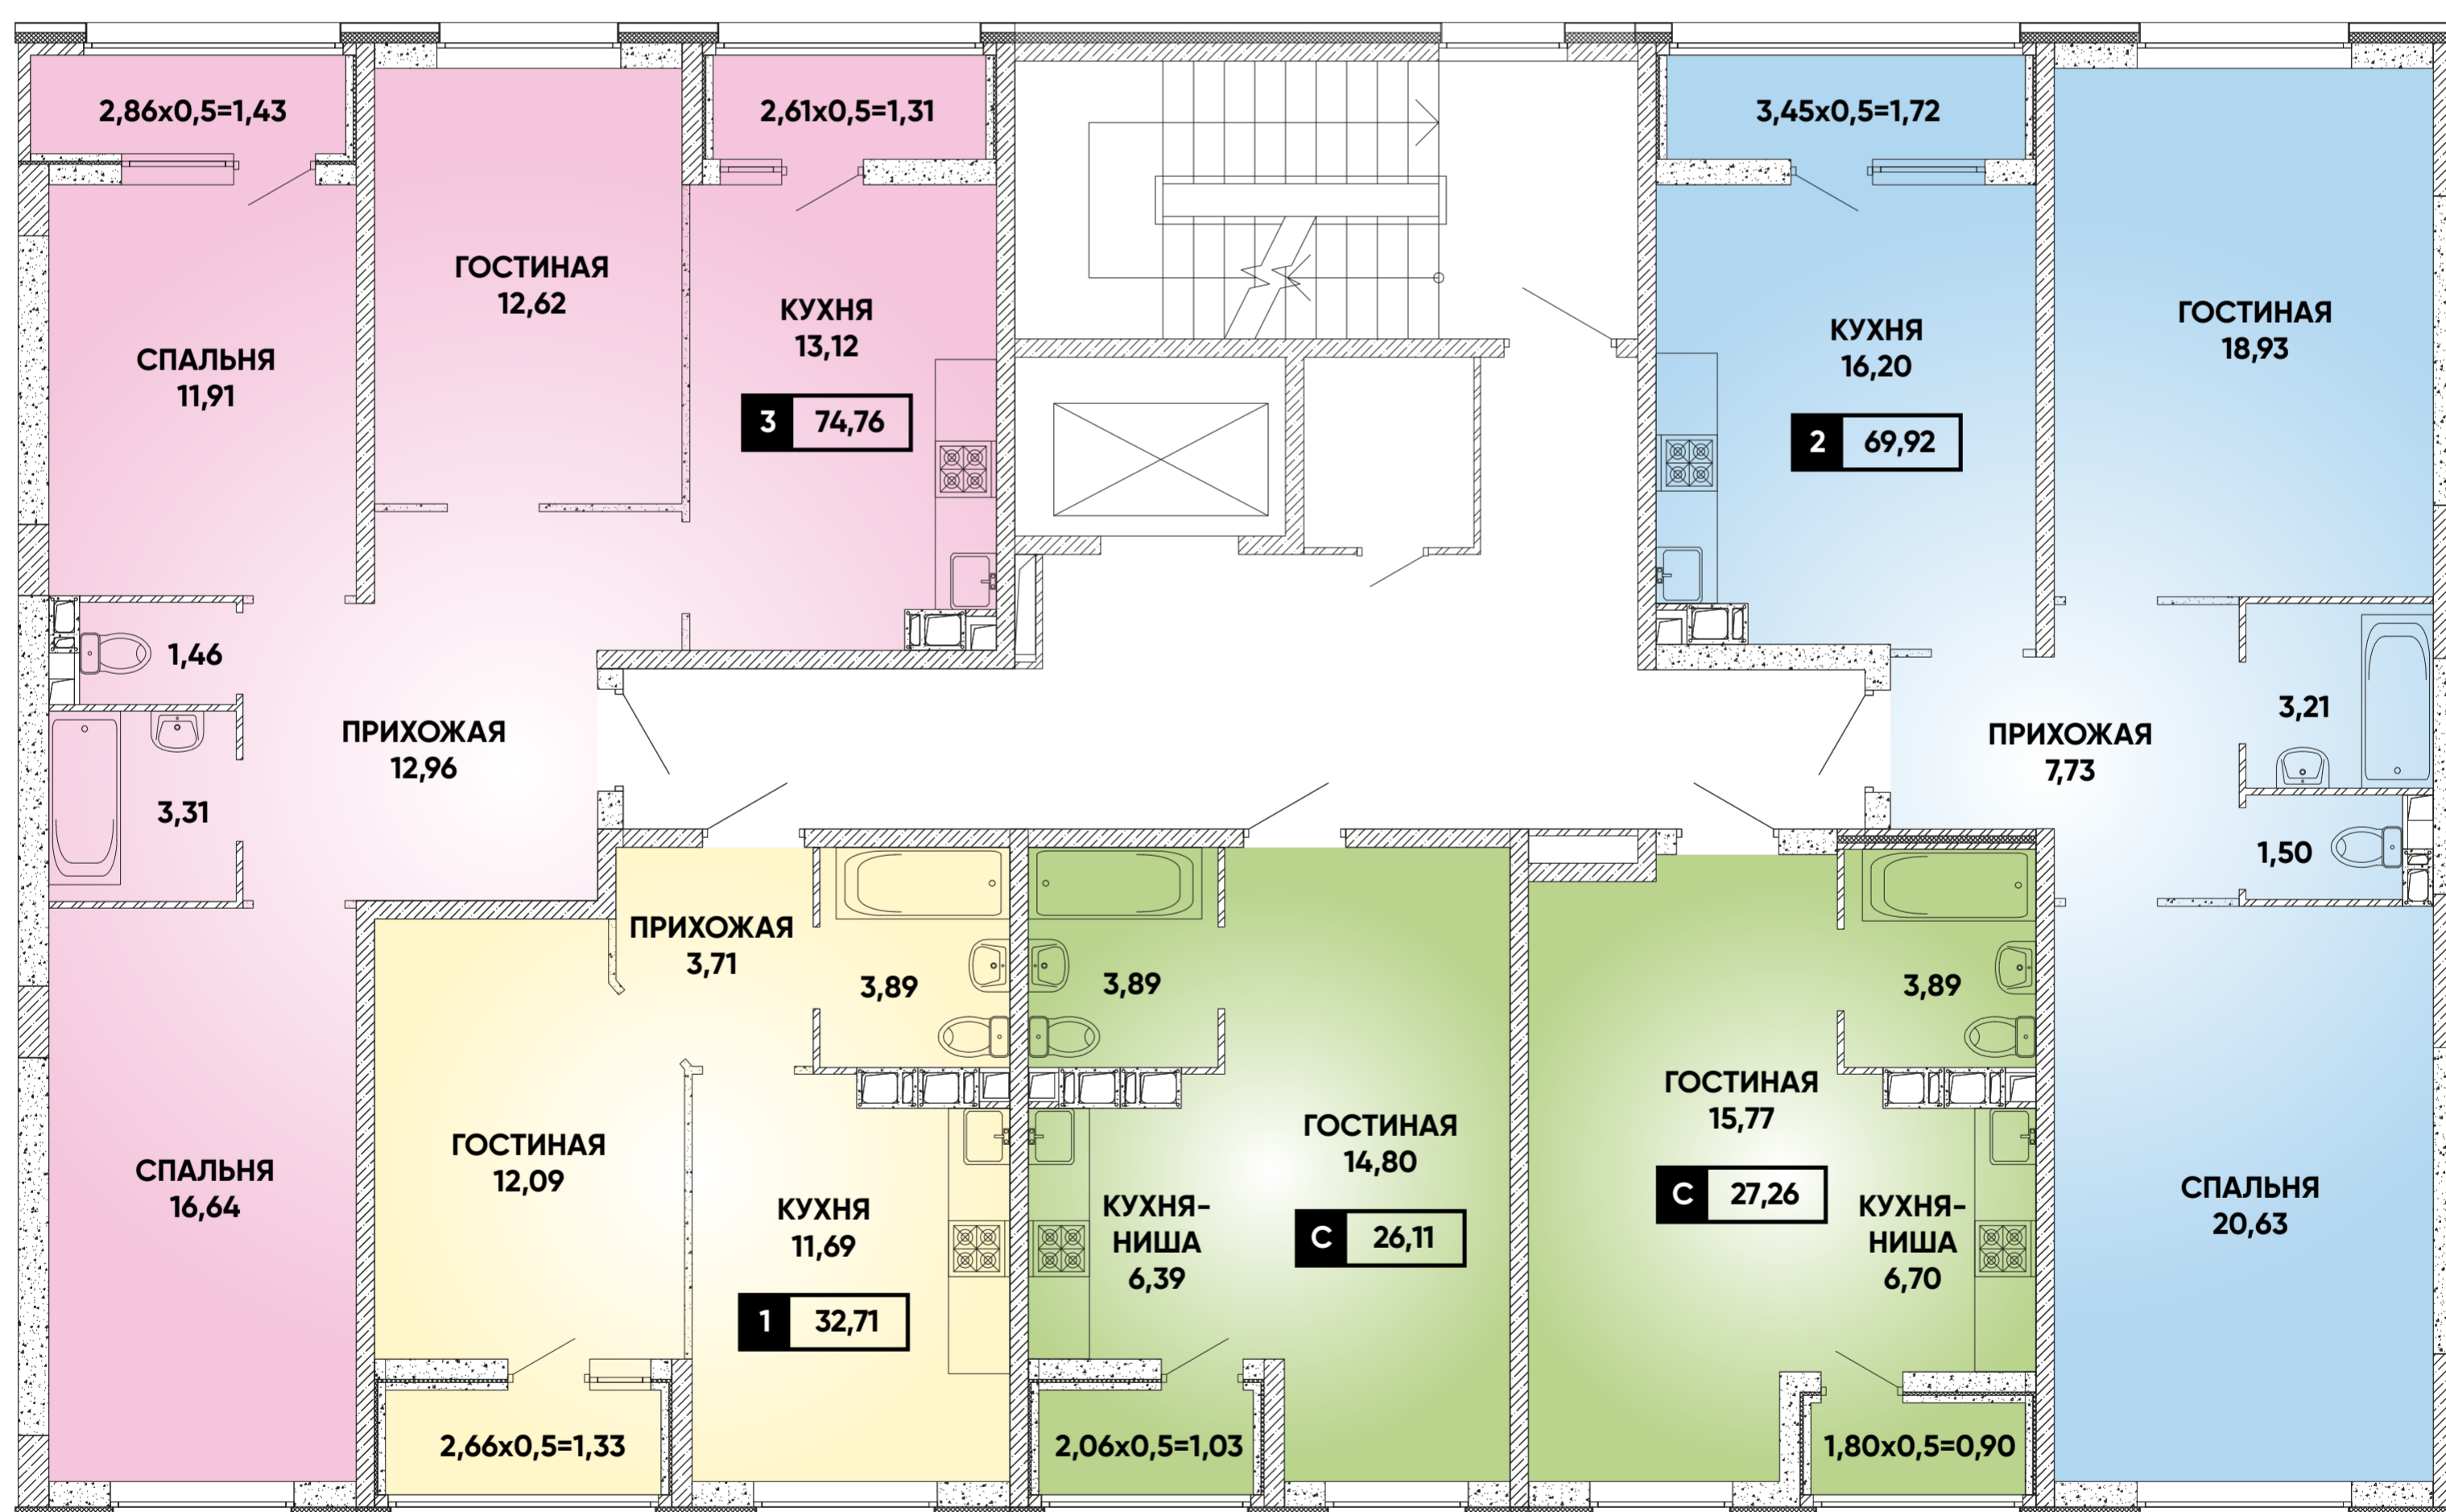 2,86x0,5=1,43
2,61x0,5=1,31
3,45x0,5=1,72
ГОСТИНАЯ
12,62
КУХНЯ
13,12
3 74,76
СПАЛЬНЯ
11,91
КУХНЯ
16,20
2 69,92
ГОСТИНАЯ
18,93
1,46
ПРИХОЖАЯ
12,96
3,31
3,21
ПРИХОЖАЯ
7,73
1,50
ПРИХОЖАЯ
3,71
3,89
3,89
3,89
СПАЛЬНЯ
16,64
ГОСТИНАЯ
12,09
КУХНЯ
11,69
1 32,71
КУХНЯ-
НИША
6,39
ГОСТИНАЯ
14,80
С 26,11
ГОСТИНАЯ
15,77
С 27,26
КУХНЯ-
НИША
6,70
СПАЛЬНЯ
20,63
2,66x0,5=1,33
2,06x0,5=1,03
1,80x0,5=0,90